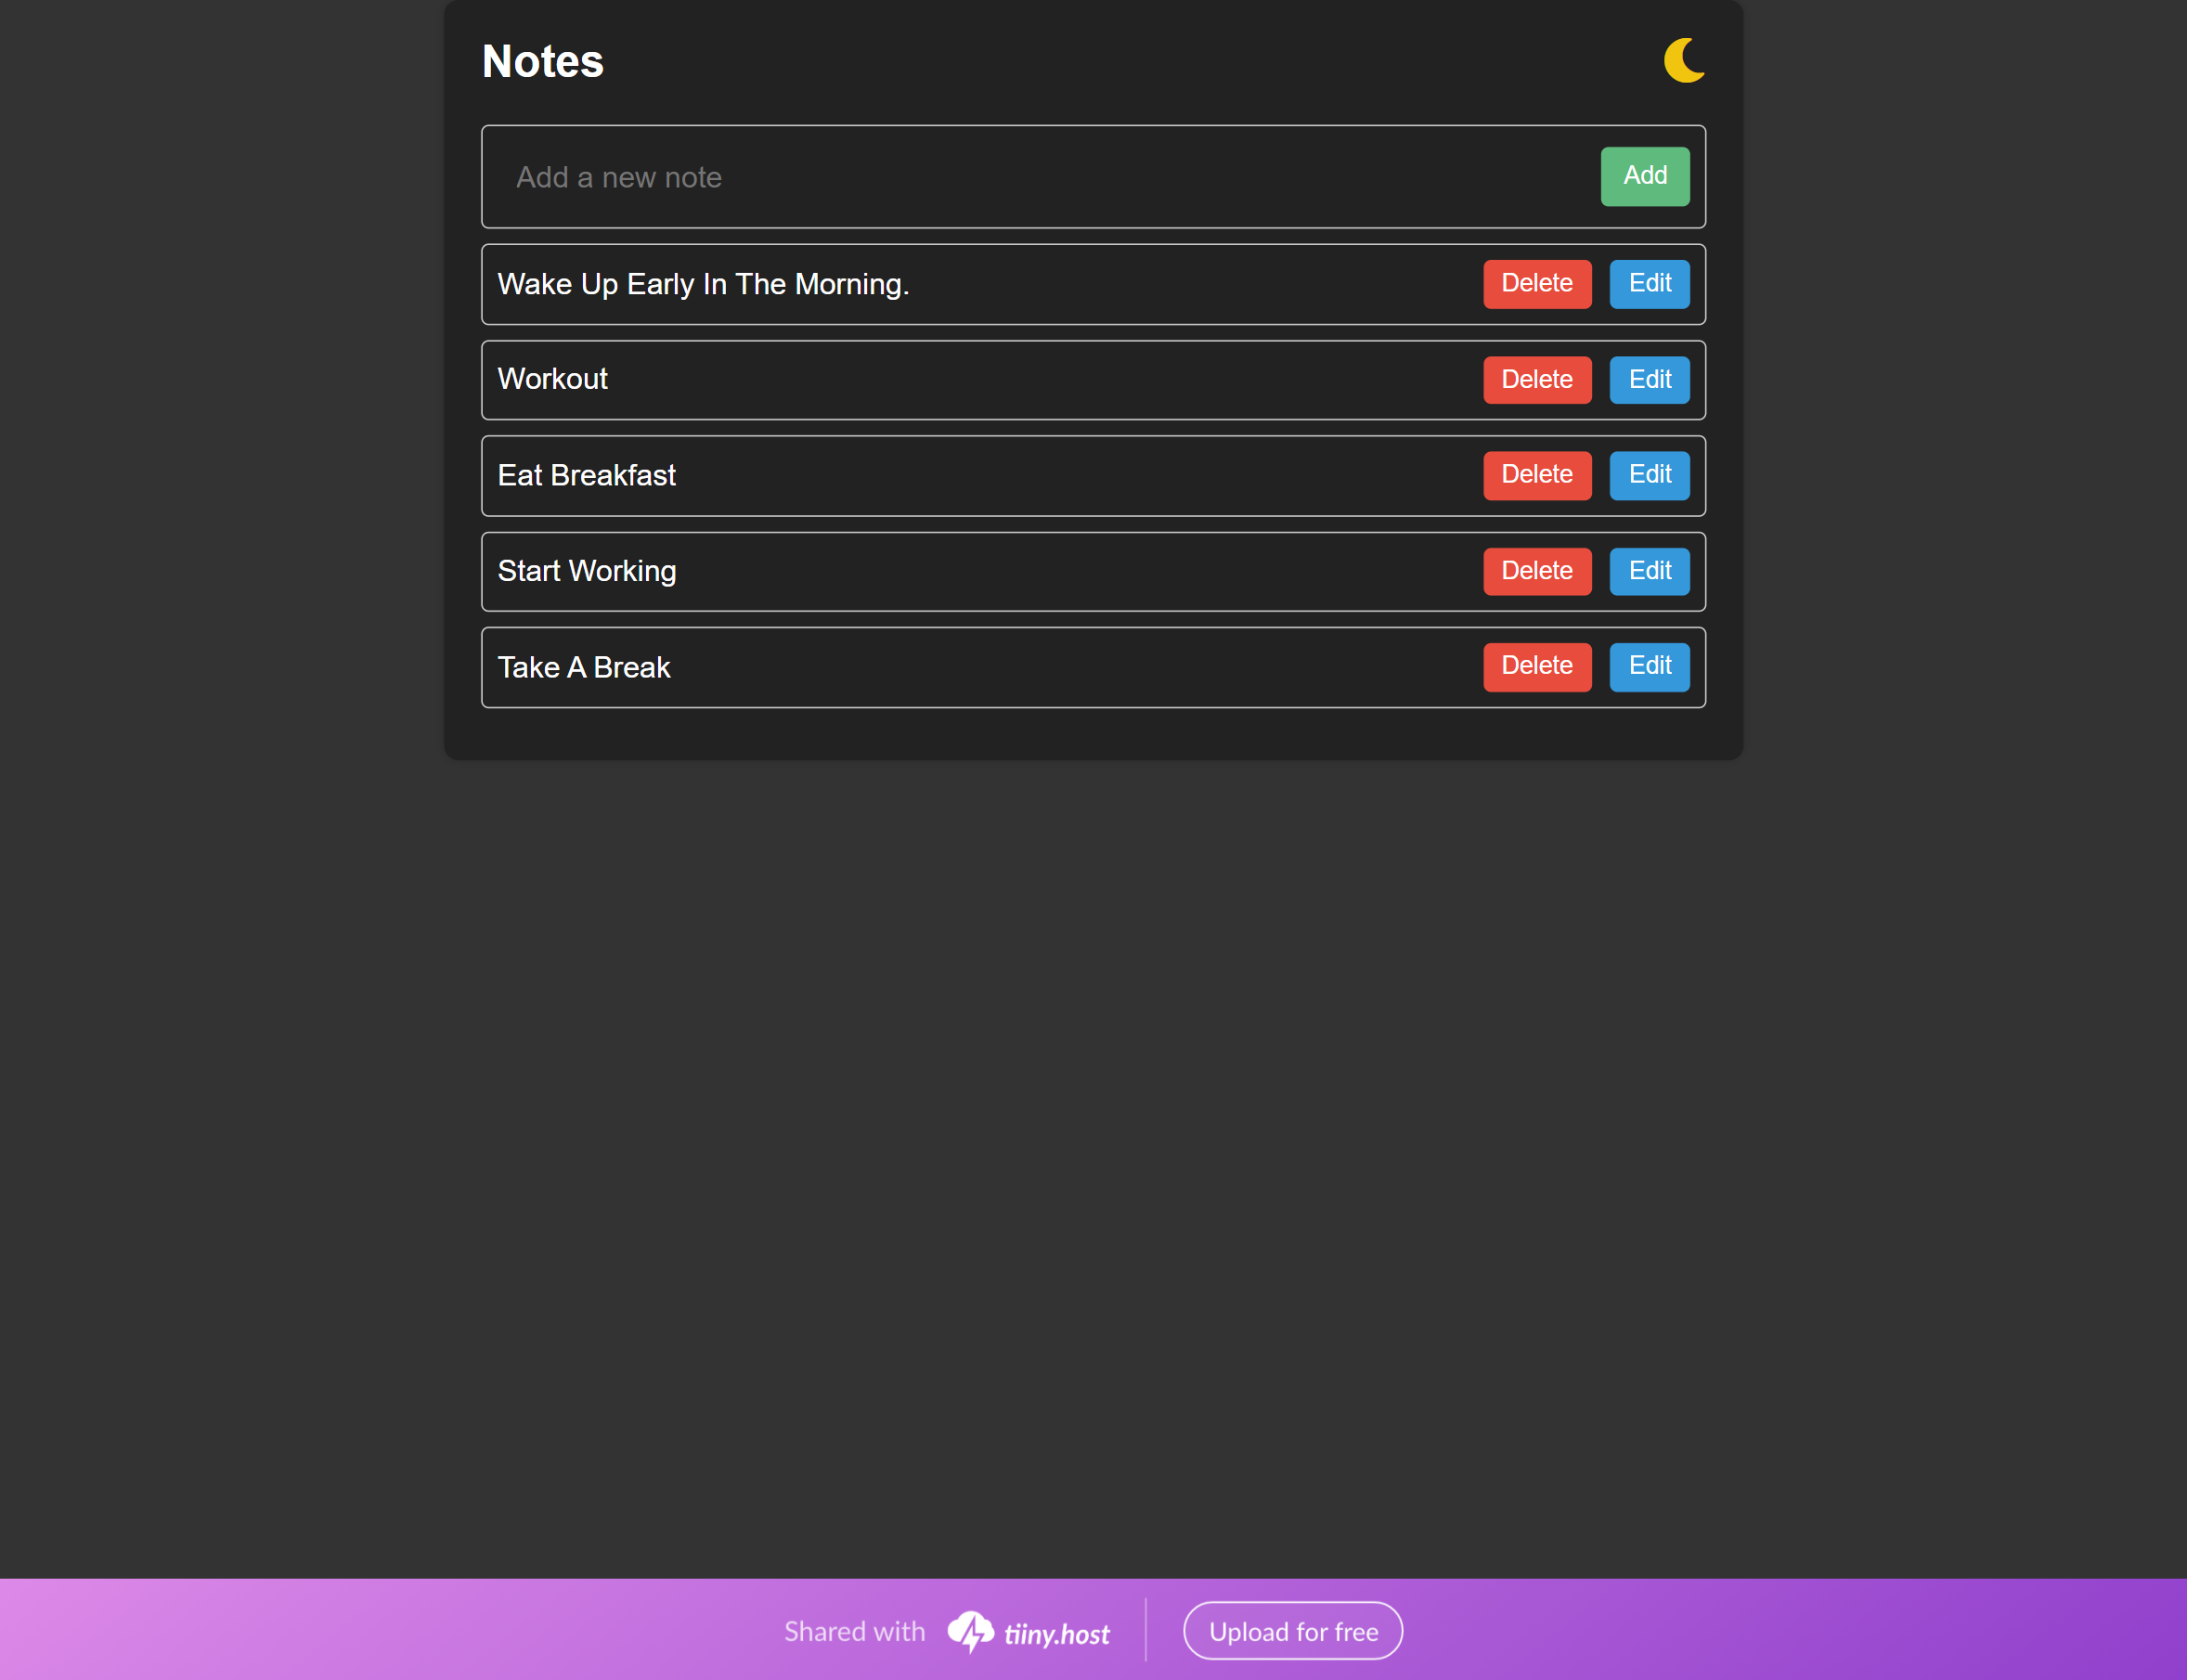 Notes
Add a new note Add
Wake Up Early In The Morning. Delete Edit
Workout Delete Edit
Eat Breakfast Delete Edit
Start Working Delete Edit
Take A Break Delete Edit
Shared with tiiny.host Upload for free